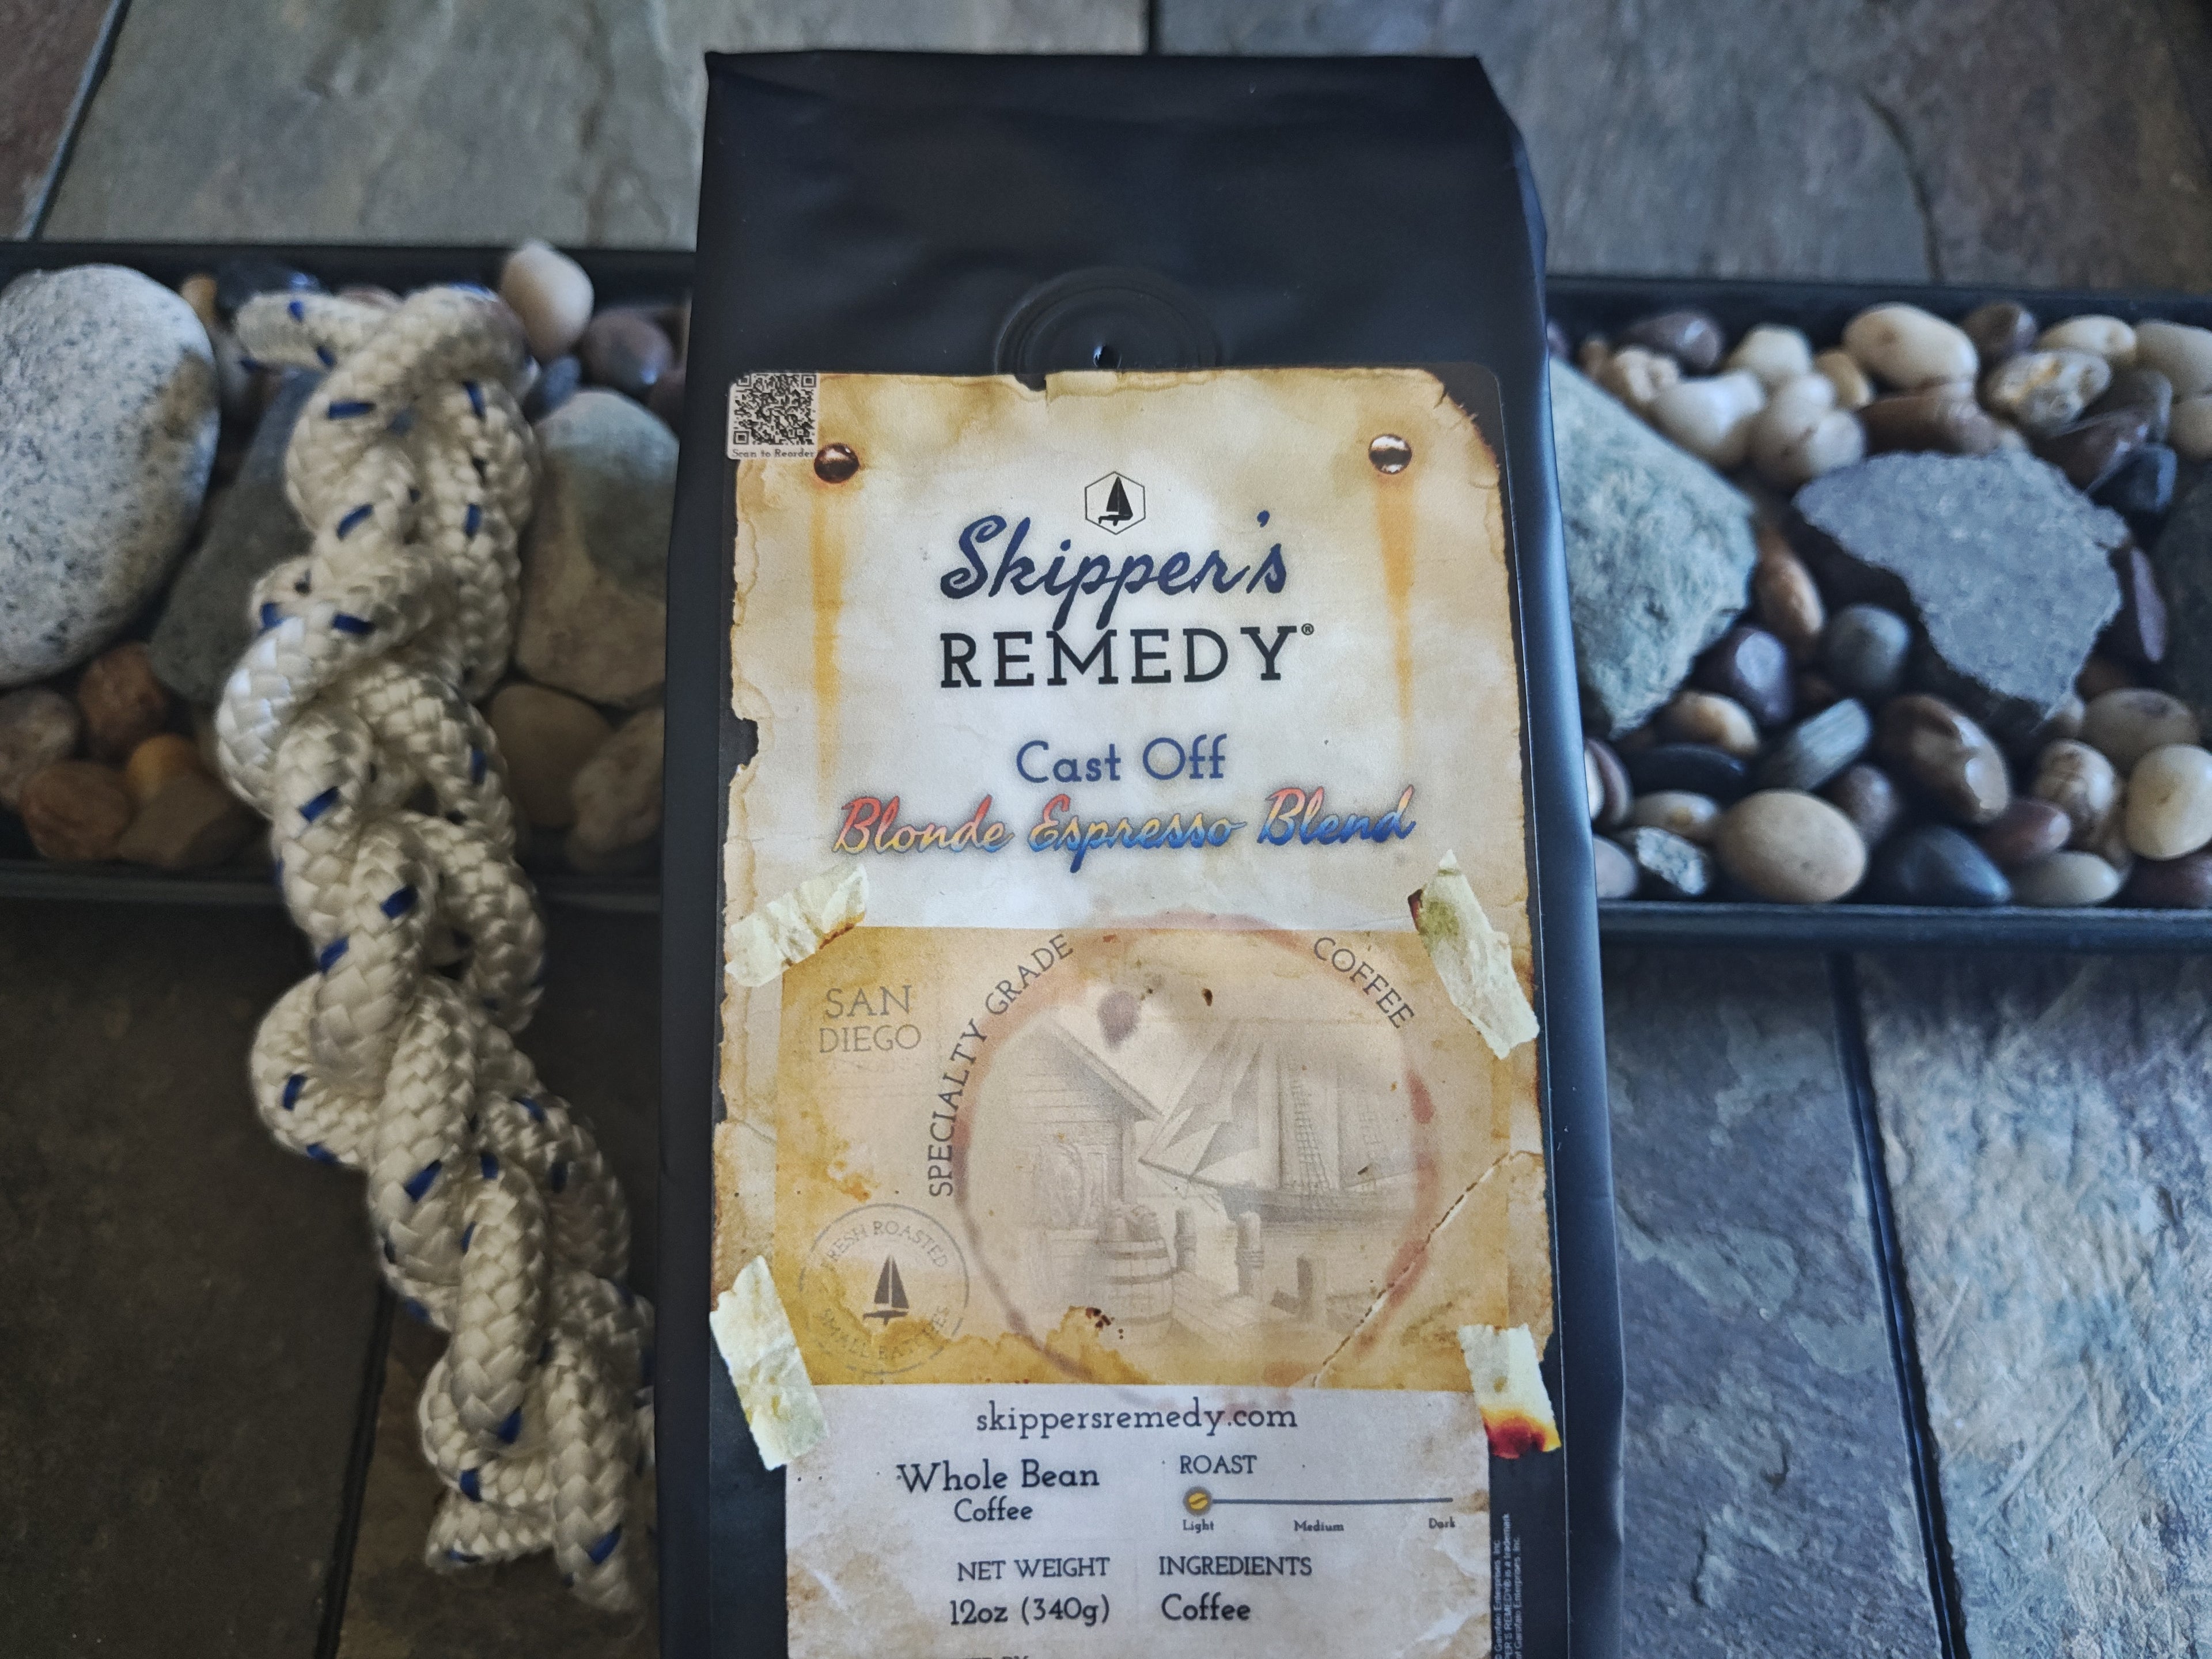 Scan to Reorder
Skipper's
REMEDY®
Cast Off
Blonde Espresso Blend
SPECIALTY GRADE COFFEE
SAN
DIEGO
FRESH ROASTED
SMALL BATCHES
skippersremedy.com
Whole Bean
Coffee
ROAST
Light Medium Dark
NET WEIGHT
12oz (340g)
INGREDIENTS
Coffee